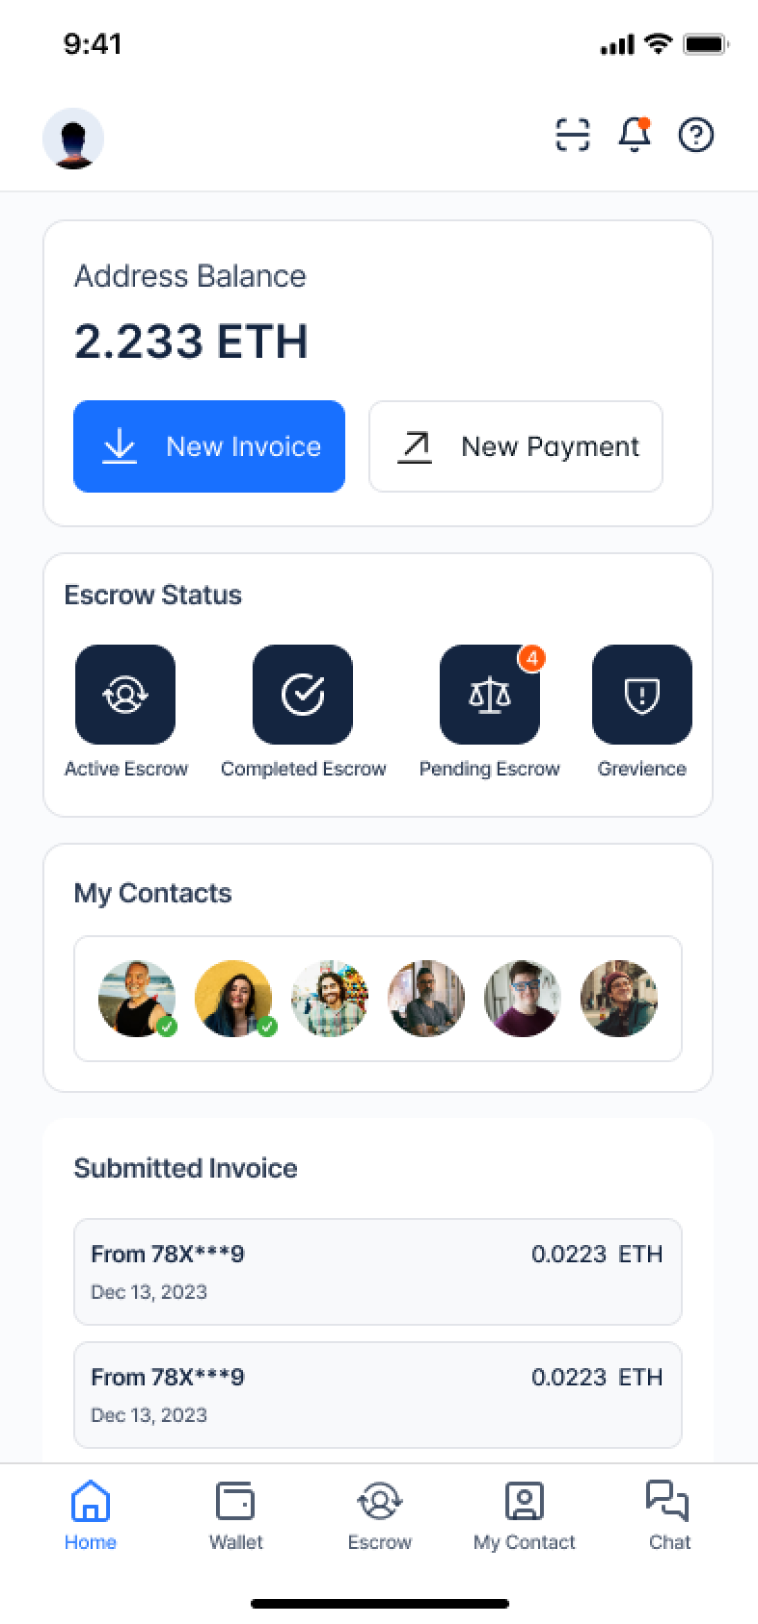 9:41
Address Balance
2.233 ETH
New Invoice
New Payment
Escrow Status
4
Active Escrow
Completed Escrow
Pending Escrow
Grevience
My Contacts
Submitted Invoice
From 78X***9
0.0223 ETH
Dec 13, 2023
From 78X***9
0.0223 ETH
Dec 13, 2023
Home
Wallet
Escrow
My Contact
Chat